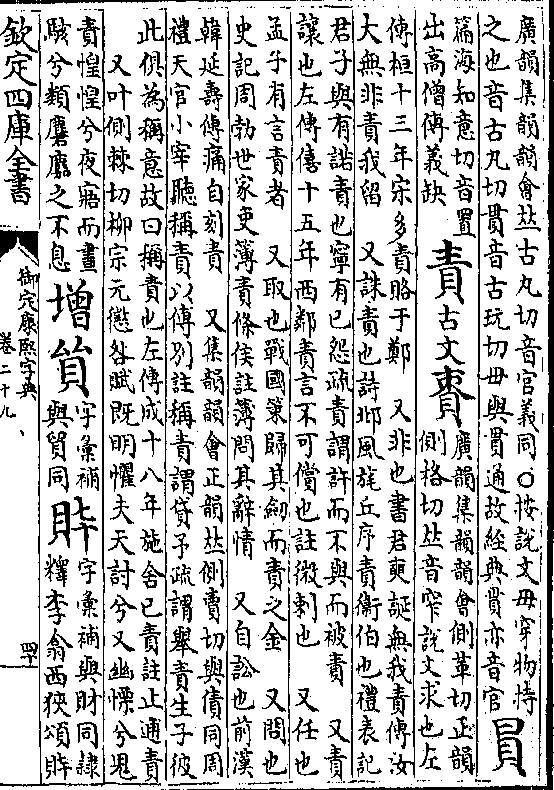 廣韻集韻韻會𠀤古丸切音官義同○按說文毌穿物持
之也音古丸切貫音古玩切毌與貫通故經典貫亦音官
篇海知意切音置
出高僧傳義缺
責古文
廣韻集韻韻會側革切正韻
側格切𠀤音窄說文求也左
傳桓十三年宋多責賂于鄭 又非也書君奭誕無我責傳汝
大無非責我留 又誅責也詩邶風旄丘序責衛伯也禮表記
君子與有諾責也寧有已怨疏責謂許而不與而被責 又責
讓也左傳僖十五年西鄰責言不可償也註微刺也 又任也
孟子有言責者 又取也戰國策歸其劒而責之金 又問也
史記周勃世家吏簿責條侯註簿問其辭情 又自訟也前漢
韓延壽傳痛自刻責 又集韻韻會正韻𠀤側賣切與債同周
禮天官小宰聽稱責以傅别註稱責謂貸予疏謂舉責生子彼
此俱為稱意故曰稱責也左傳成十八年施舍已責註止逋責
又叶側棘切柳宗元懲咎賦既明懼夫天討兮又幽慄兮鬼
責惶惶兮夜寤而晝
駭兮類麏麚之不息
增
字彙補
與貿同
字彙補與財同隸
釋李翕西狹頌
欽定四庫全書
御定康熙字典
卷二十九
四十